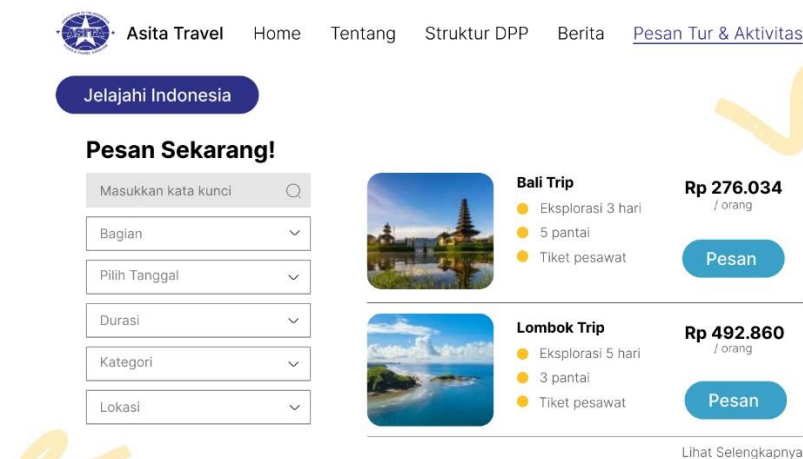 ASITA
Asita Travel Home Tentang Struktur DPP Berita Pesan Tur & Aktivitas
Jelajahi Indonesia
Pesan Sekarang!
Masukkan kata kunci
Bagian
Pilih Tanggal
Durasi
Kategori
Lokasi
Bali Trip
Eksplorasi 3 hari
5 pantai
Tiket pesawat
Rp 276.034
/ orang
Pesan
Lombok Trip
Eksplorasi 5 hari
3 pantai
Tiket pesawat
Rp 492.860
/ orang
Pesan
Lihat Selengkapnya